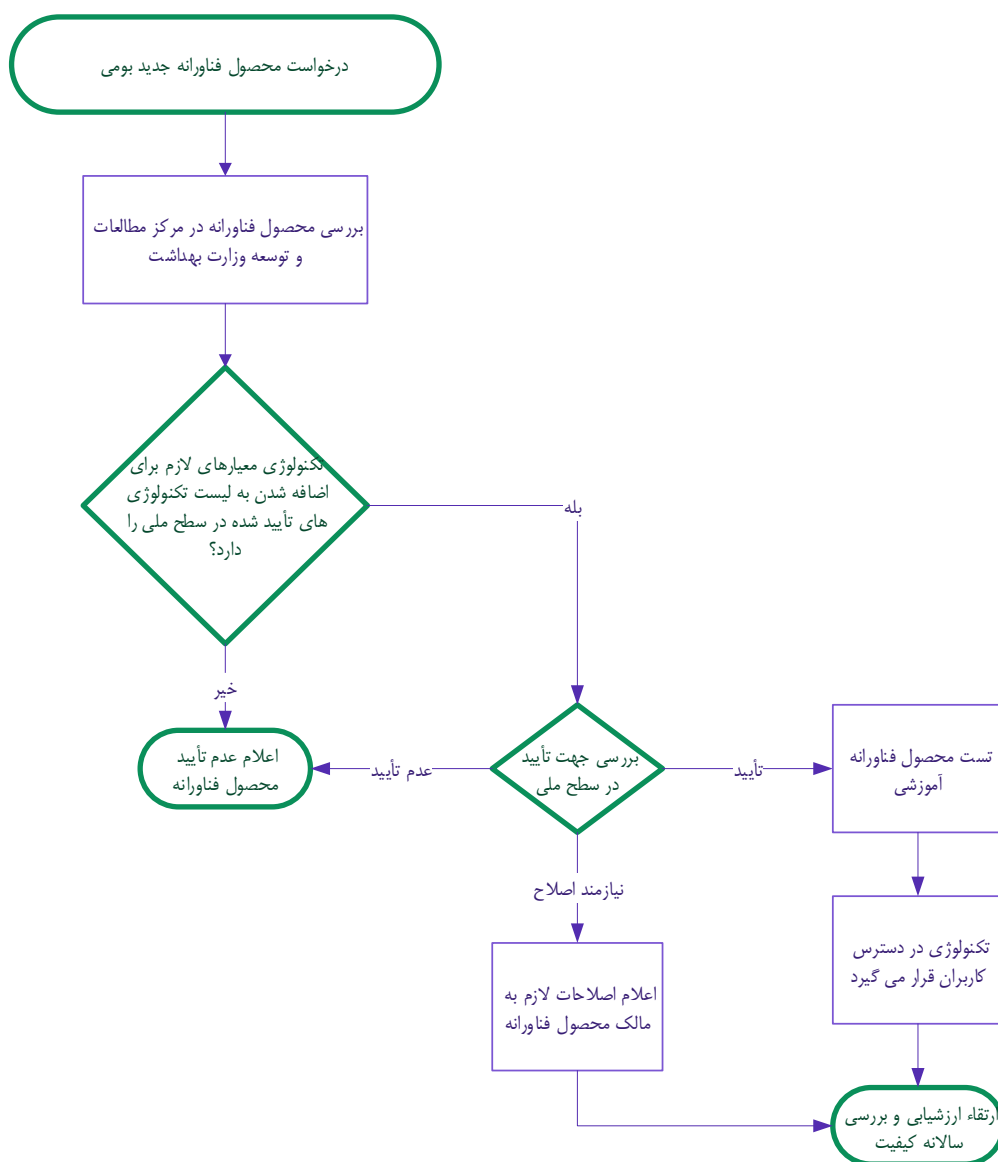 درخواست محصول فناورانه جدید بومی
بررسی محصول فناورانه در مرکز مطالعات
و توسعه وزارت بهداشت
تکنولوژی معیارهای لازم برای
اضافه شدن به لیست تکنولوژی
های تأیید شده در سطح ملی را
دارد؟
بله
خیر
اعلام عدم تأیید
محصول فناورانه
عدم تأیید
بررسی جهت تأیید
در سطح ملی
تأیید
تست محصول فناورانه
آموزشی
نیازمند اصلاح
اعلام اصلاحات لازم به
مالک محصول فناورانه
تکنولوژی در دسترس
کاربران قرار می گیرد
ارتقاء ارزشیابی و بررسی
سالانه کیفیت